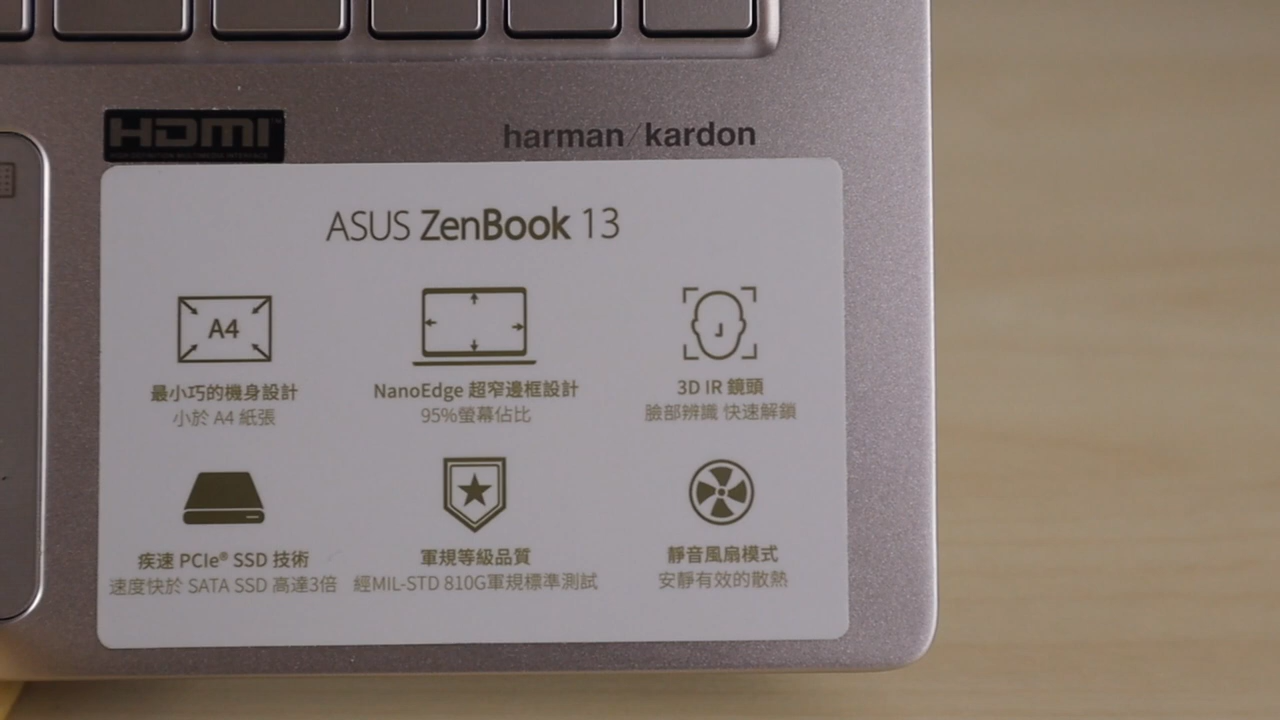 HDMI
harman/kardon
ASUS ZenBook 13
A4
最小巧的機身設計
小於 A4 紙張
NanoEdge 超窄邊框設計
95%螢幕佔比
3D IR 鏡頭
臉部辨識 快速解鎖
疾速 PCIe® SSD 技術
速度快於 SATA SSD 高達3倍
軍規等級品質
經MIL-STD 810G軍規標準測試
靜音風扇模式
安靜有效的散熱